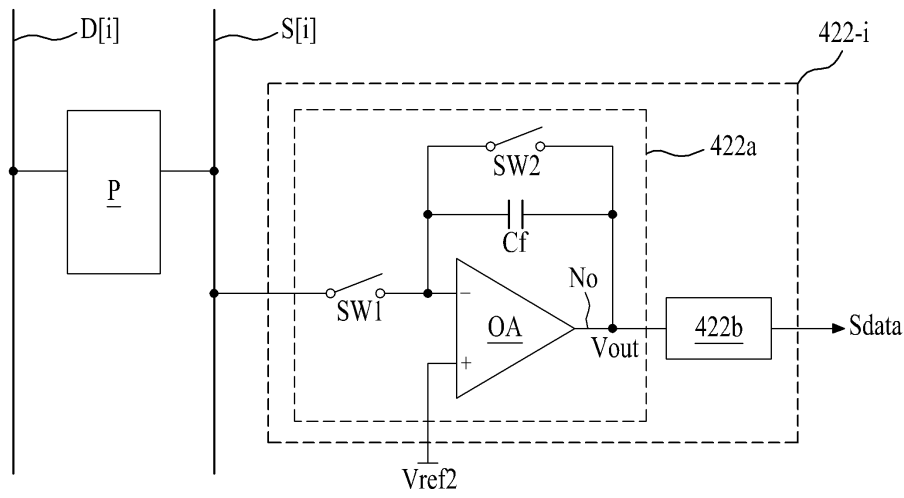 D[i]
S[i]
422-i
422a
SW2
P
Cf
SW1
−
No
OA
422b
Sdata
Vout
+
Vref2